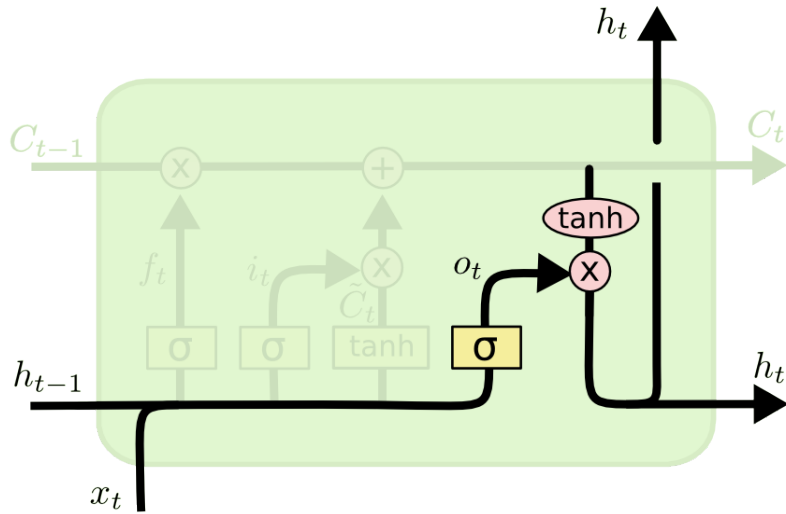 h_t
C_{t-1}
C_t
x
+
tanh
f_t
i_t
C̃_t
x
o_t
x
σ
σ
tanh
σ
h_{t-1}
h_t
x_t